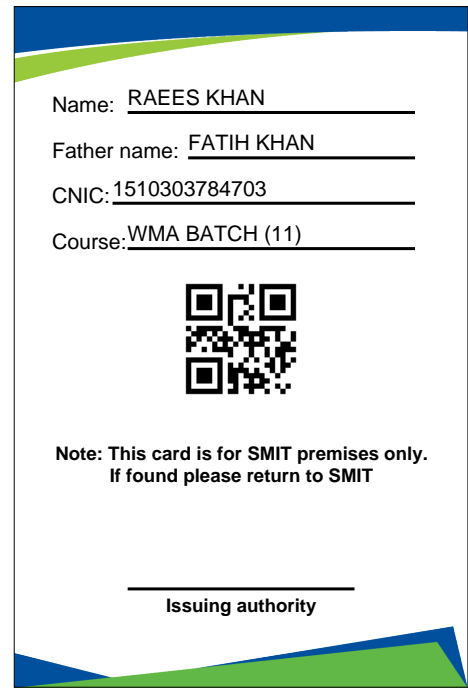 Name: RAEES KHAN
Father name: FATIH KHAN
CNIC: 1510303784703
Course: WMA BATCH (11)
Note: This card is for SMIT premises only.
If found please return to SMIT
Issuing authority